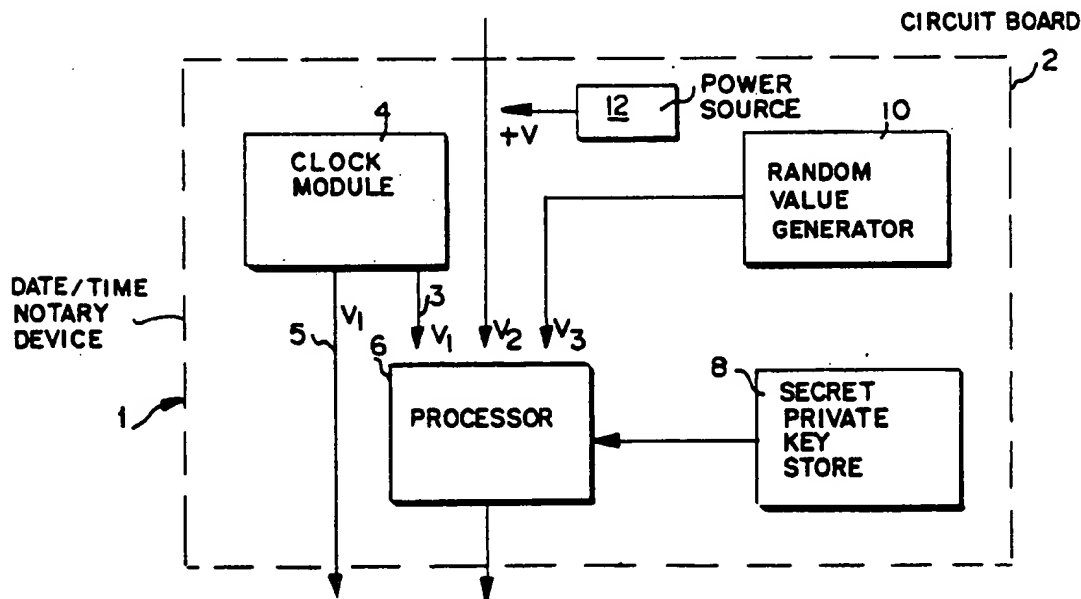 CIRCUIT BOARD
2
12
POWER
SOURCE
+V
4
CLOCK
MODULE
10
RANDOM
VALUE
GENERATOR
DATE/TIME
NOTARY
DEVICE
1
5
V1
3
V1
V2
V3
6
PROCESSOR
8
SECRET
PRIVATE
KEY
STORE